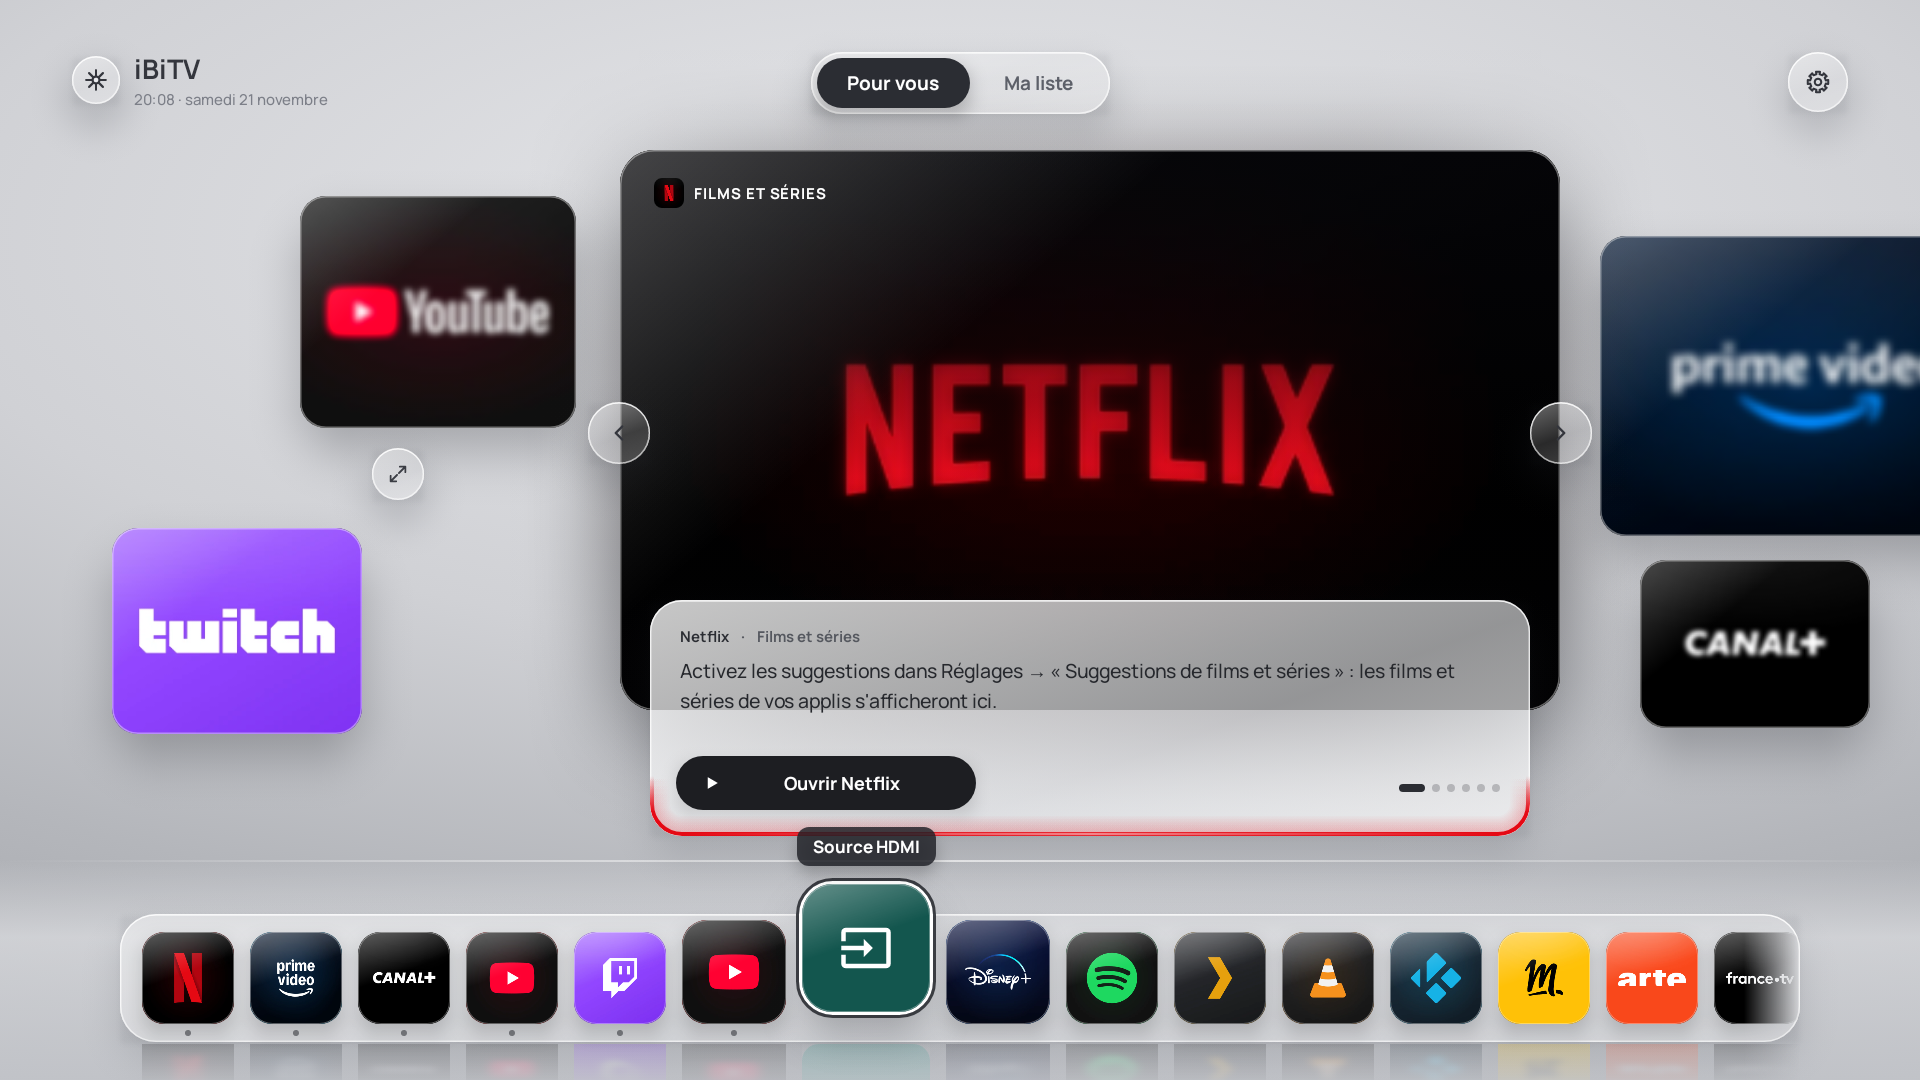 iBiTV
20:08 · samedi 21 novembre
Pour vous
Ma liste
FILMS ET SÉRIES
YouTube
NETFLIX
prime video
twitch
CANAL+
Netflix · Films et séries
Activez les suggestions dans Réglages → « Suggestions de films et séries » : les films et
séries de vos applis s'afficheront ici.
Ouvrir Netflix
Source HDMI
N
prime
video
CANAL+
Disney+
M.
arte
france•tv